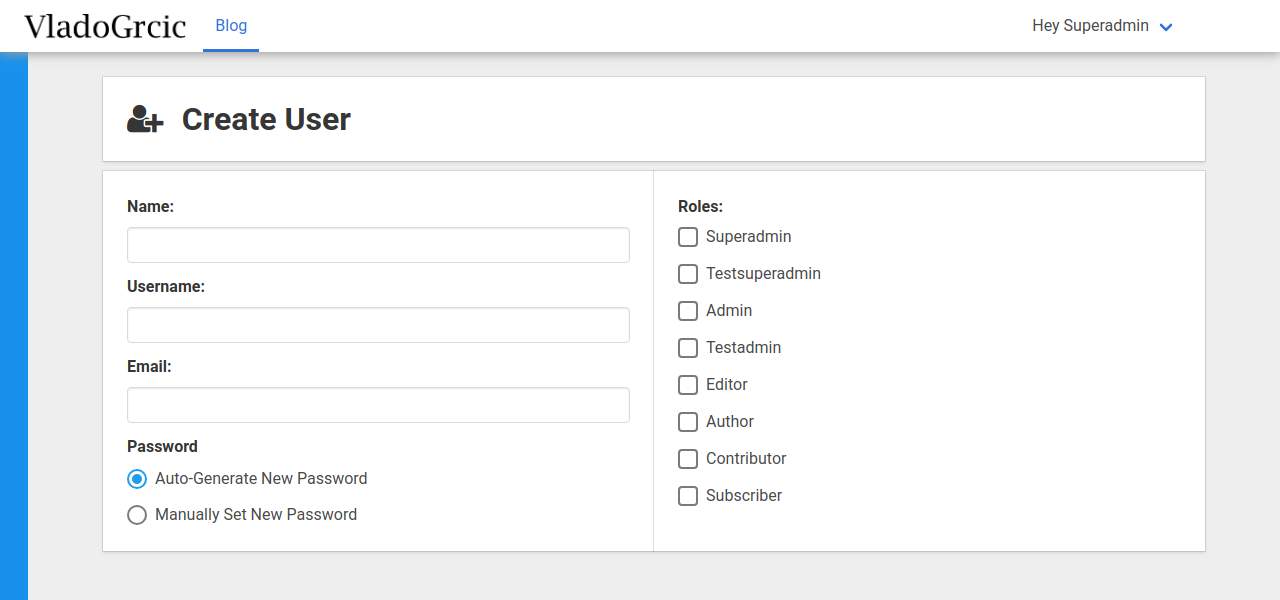 VladoGrcic
Blog
Hey Superadmin
Create User
Name:
Username:
Email:
Password
Auto-Generate New Password
Manually Set New Password
Roles:
Superadmin
Testsuperadmin
Admin
Testadmin
Editor
Author
Contributor
Subscriber